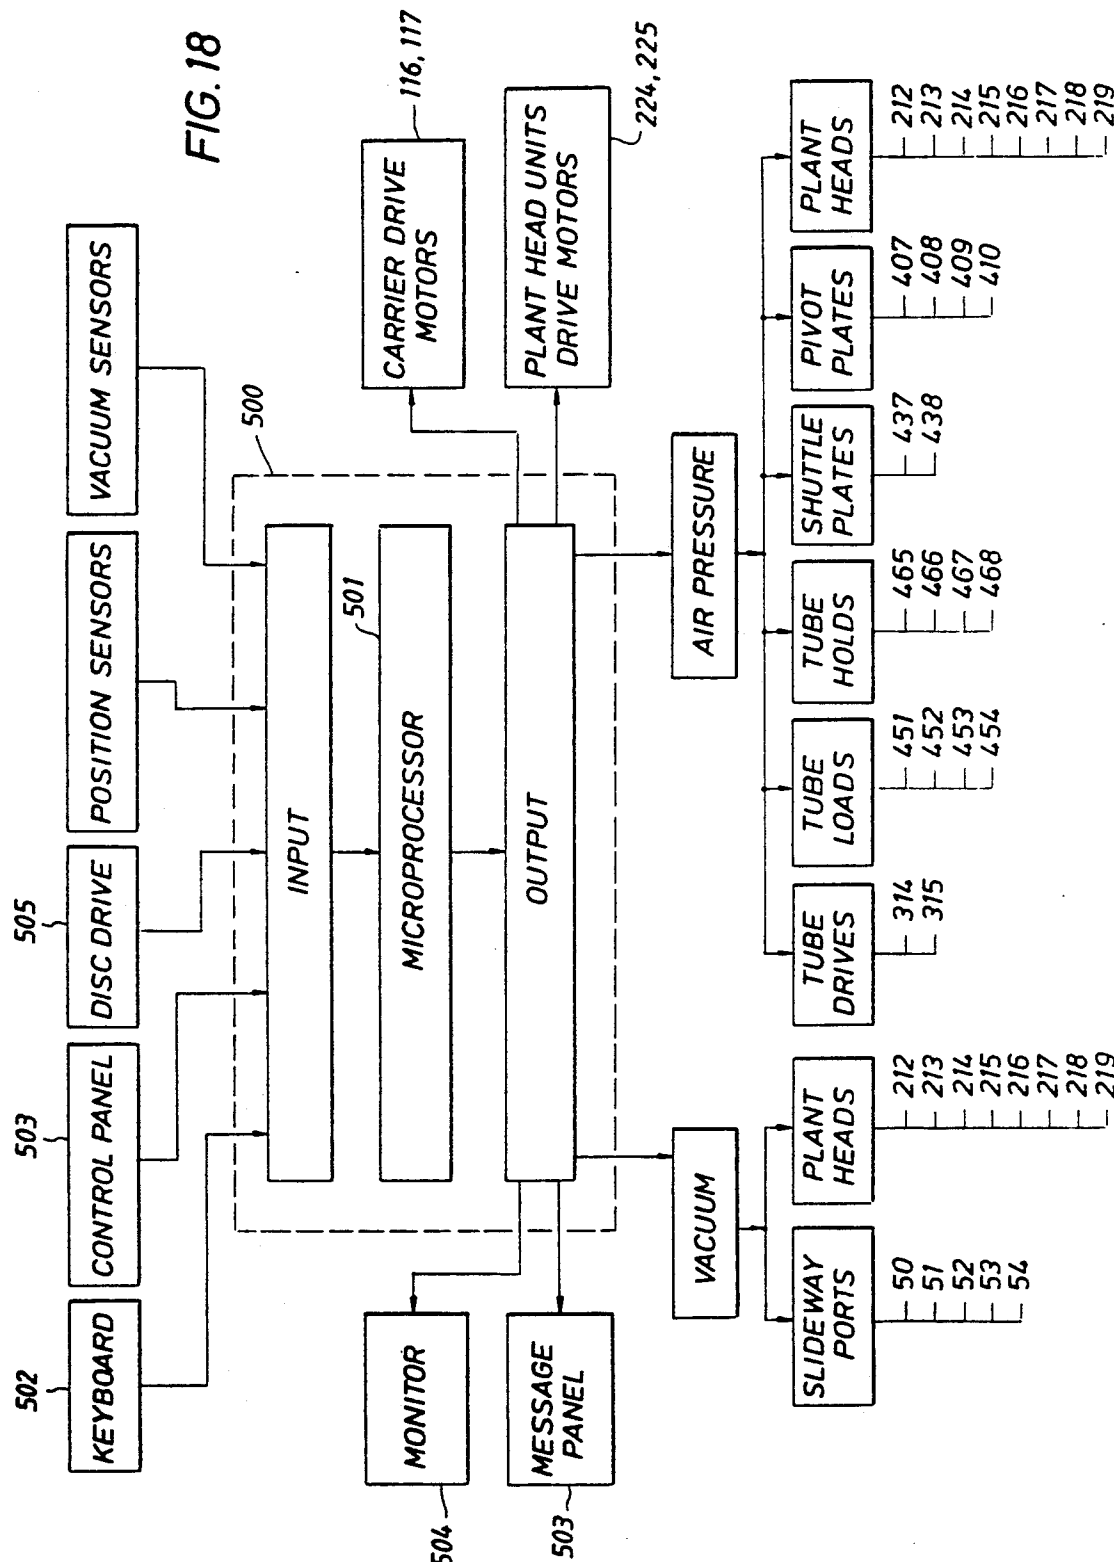 FIG. 18
502
503
505
KEYBOARD
CONTROL PANEL
DISC DRIVE
POSITION SENSORS
VACUUM SENSORS
500
INPUT
501
MICROPROCESSOR
OUTPUT
504
MONITOR
503
MESSAGE
PANEL
CARRIER DRIVE
MOTORS
116, 117
PLANT HEAD UNITS
DRIVE MOTORS
224, 225
VACUUM
AIR PRESSURE
SLIDEWAY
PORTS
50
51
52
53
54
PLANT
HEADS
212
213
214
215
216
217
218
219
TUBE
DRIVES
314
315
TUBE
LOADS
451
452
453
454
TUBE
HOLDS
465
466
467
468
SHUTTLE
PLATES
437
438
PIVOT
PLATES
407
408
409
410
PLANT
HEADS
212
213
214
215
216
217
218
219